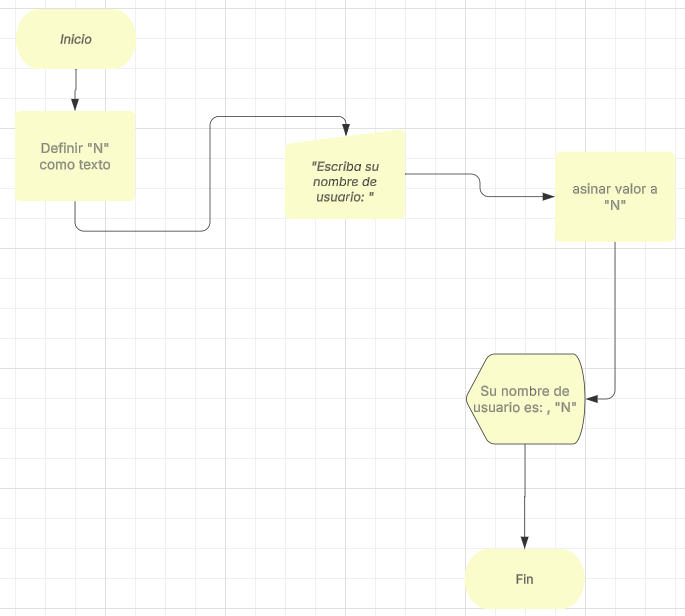 Inicio
Definir "N"
como texto
"Escriba su
nombre de
usuario: "
asinar valor a
"N"
Su nombre de
usuario es: , "N"
Fin